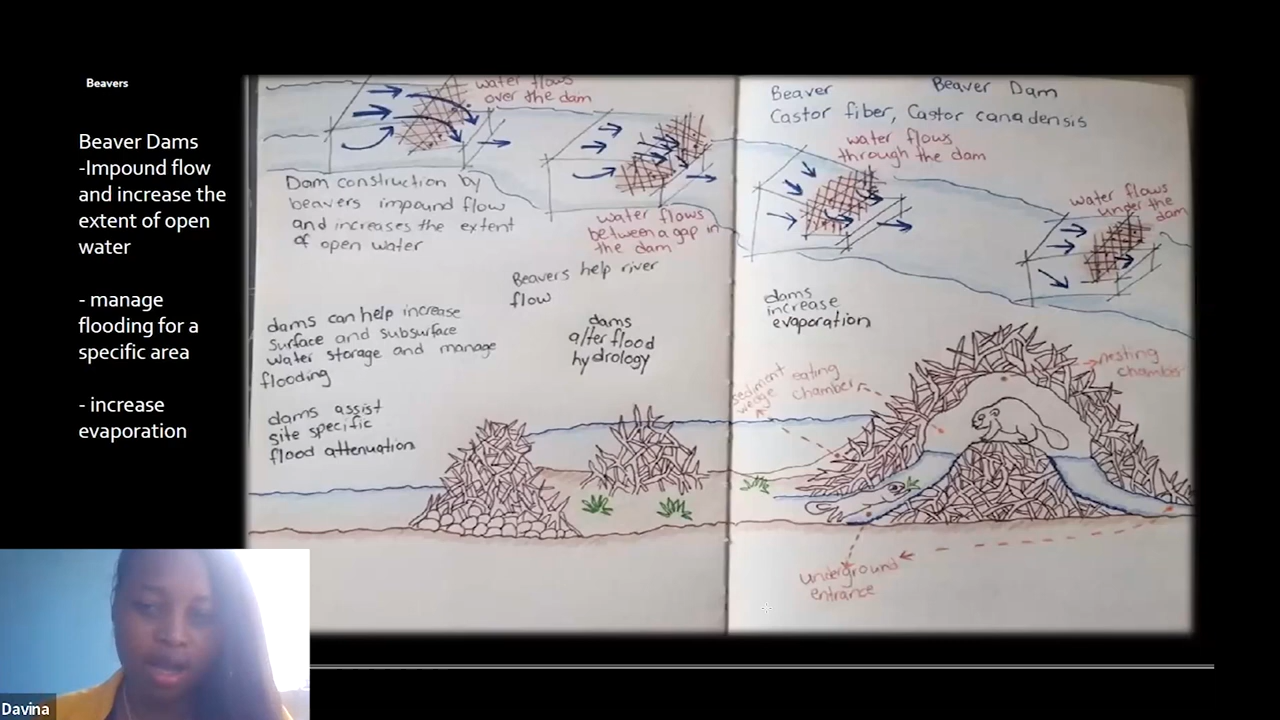 Beavers
Beaver Dams
-Impound flow
and increase the
extent of open
water
- manage
flooding for a
specific area
- increase
evaporation
water flows
over the dam
Dam construction by
beavers impound flow
and increases the extent
of open water
water flows
between a gap in
the dam
Beavers help river
flow
dams can help increase
surface and subsurface
water storage and manage
flooding
dams
alter flood
hydrology
dams assist
site specific
flood attenuation
Beaver
Beaver Dam
Castor fiber, Castor canadensis
water flows
through the dam
water flows
under the
dam
dams
increase
evaporation
nesting
chamber
sediment
wedge
eating
chamber
underground
entrance
Davina